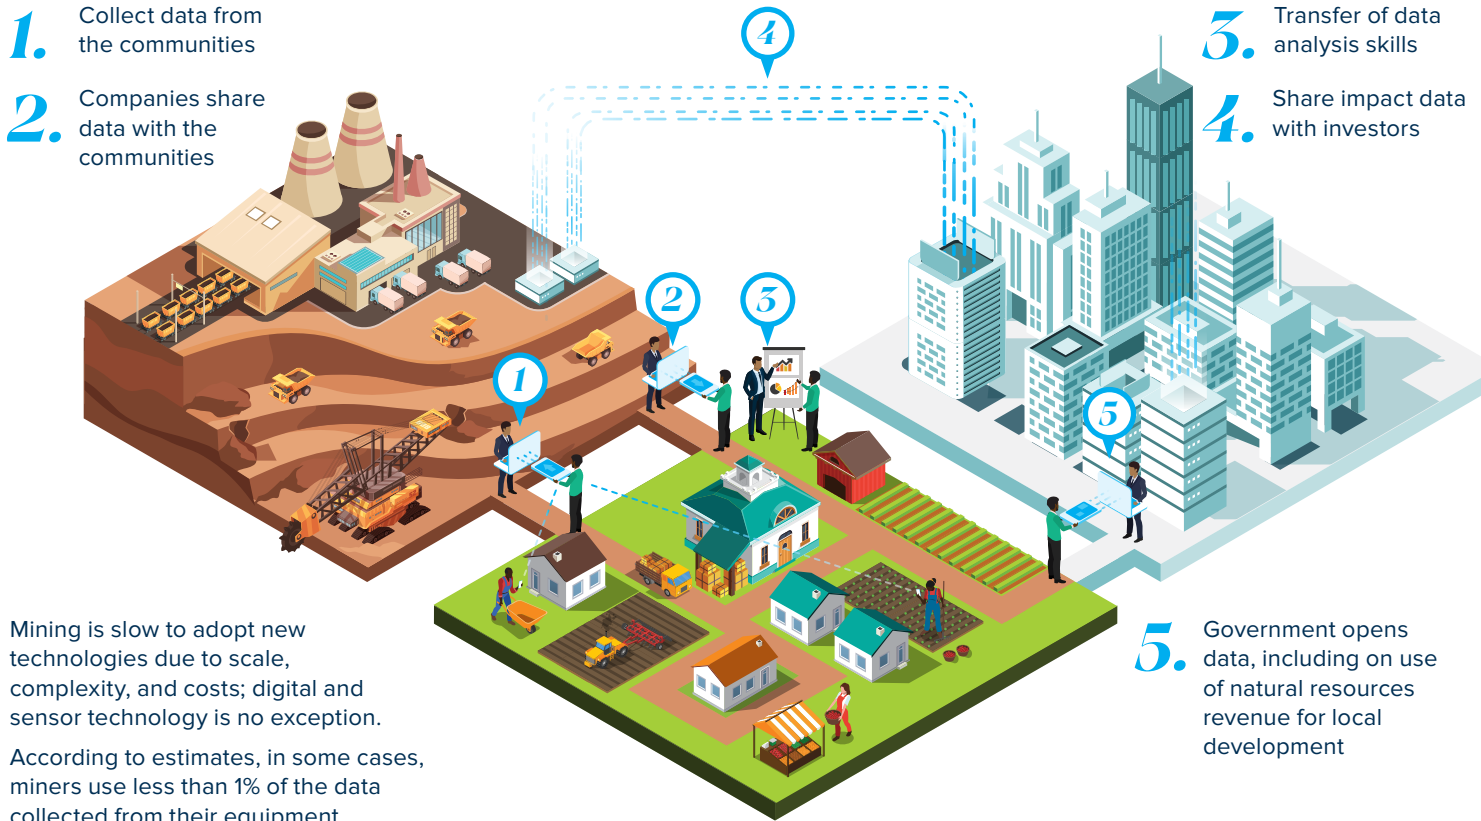 1.
Collect data from
the communities
2.
Companies share
data with the
communities
3.
Transfer of data
analysis skills
4.
Share impact data
with investors
4
2
3
1
5
5.
Government opens
data, including on use
of natural resources
revenue for local
development
Mining is slow to adopt new
technologies due to scale,
complexity, and costs; digital and
sensor technology is no exception.
According to estimates, in some cases,
miners use less than 1% of the data
collected from their equipment